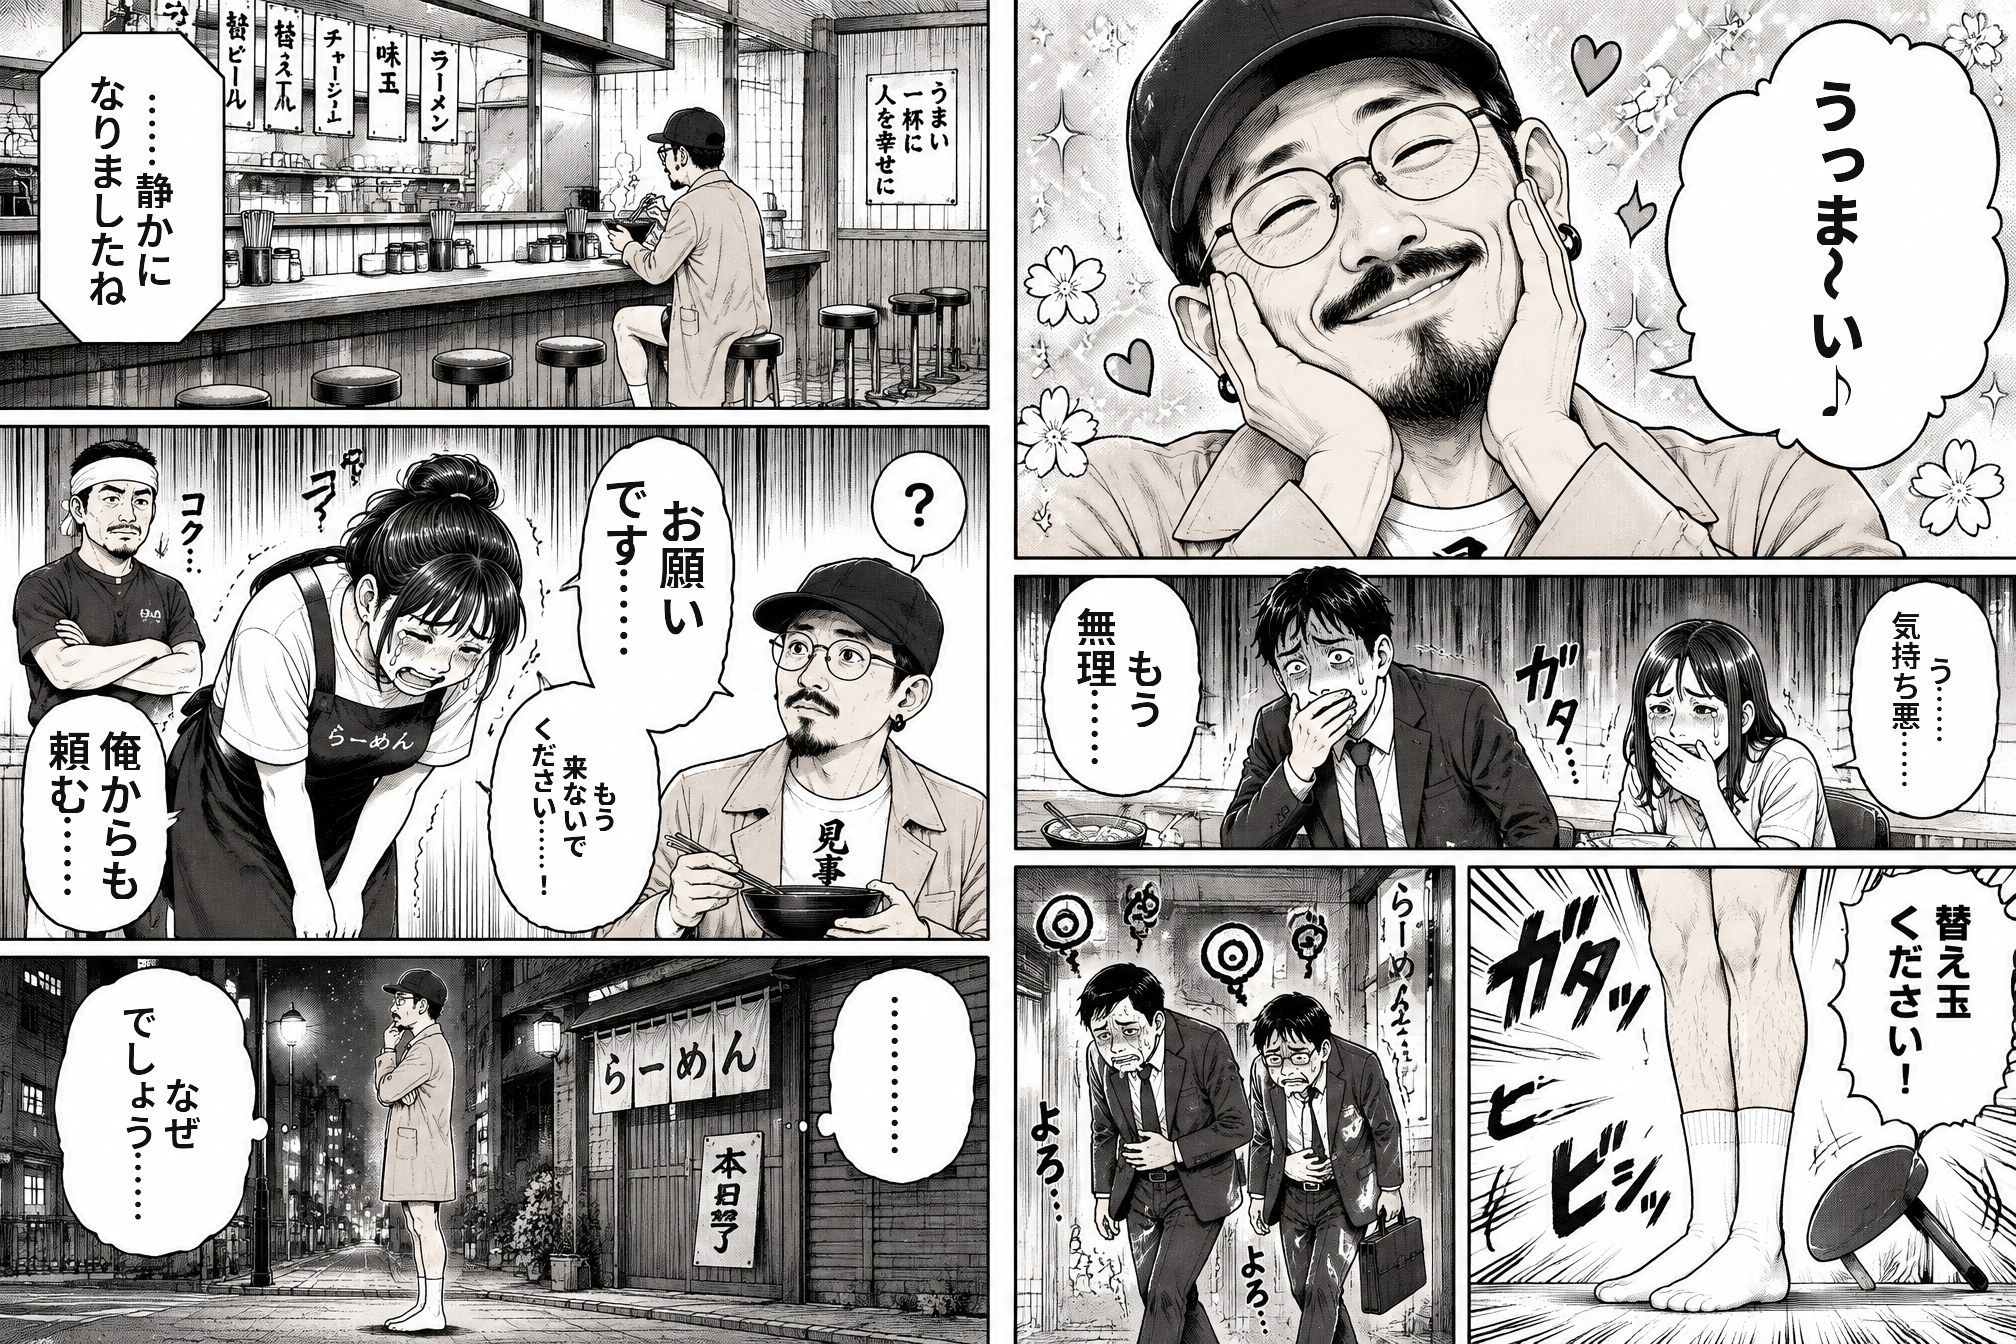 うっま〜い♪
見
う……
気持ち悪……
ガタ…
もう
無理……
替え玉
ください！
ガタッ
ビシッ
らーめん
よろ…
よろ…
……静かに
なりましたね
ラーメン
味玉
チャーシュー
替え玉
ビール
うまい
一杯に
人を幸せに
？
お願い
です……
もう
来ないで
ください……！
見事
らーめん
コク…
俺からも
頼む……
…………
らーめん
本日
なぜ
でしょう……